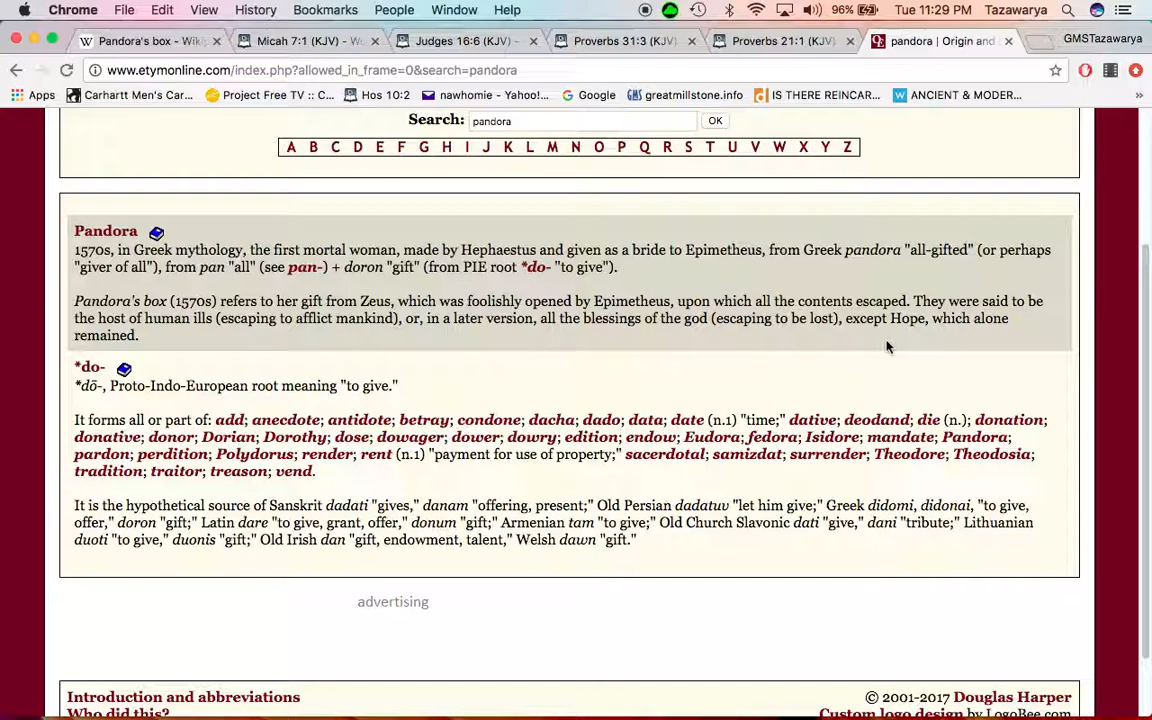 Chrome File Edit View History Bookmarks People Window Help 96% Tue 11:29 PM Tazawarya
Pandora's box - Wikip × Micah 7:1 (KJV) - W × Judges 16:6 (KJV) - × Proverbs 31:3 (KJV) × Proverbs 21:1 (KJV) × pandora | Origin and × GMSTazawarya
www.etymonline.com/index.php?allowed_in_frame=0&search=pandora
Apps Carhartt Men's Car... Project Free TV :: C... Hos 10:2 nawhomie - Yahoo!... Google GMS greatmillstone.info IS THERE REINCAR... W ANCIENT & MODER... »
Search: pandora OK
A B C D E F G H I J K L M N O P Q R S T U V W X Y Z
Pandora
1570s, in Greek mythology, the first mortal woman, made by Hephaestus and given as a bride to Epimetheus, from Greek pandora "all-gifted" (or perhaps
"giver of all"), from pan "all" (see pan-) + doron "gift" (from PIE root *do- "to give").
Pandora's box (1570s) refers to her gift from Zeus, which was foolishly opened by Epimetheus, upon which all the contents escaped. They were said to be
the host of human ills (escaping to afflict mankind), or, in a later version, all the blessings of the god (escaping to be lost), except Hope, which alone
remained.
*do-
*dō-, Proto-Indo-European root meaning "to give."
It forms all or part of: add; anecdote; antidote; betray; condone; dacha; dado; data; date (n.1) "time;" dative; deodand; die (n.); donation;
donative; donor; Dorian; Dorothy; dose; dowager; dower; dowry; edition; endow; Eudora; fedora; Isidore; mandate; Pandora;
pardon; perdition; Polydorus; render; rent (n.1) "payment for use of property;" sacerdotal; samizdat; surrender; Theodore; Theodosia;
tradition; traitor; treason; vend.
It is the hypothetical source of Sanskrit dadati "gives," danam "offering, present;" Old Persian dadatuv "let him give;" Greek didomi, didonai, "to give,
offer," doron "gift;" Latin dare "to give, grant, offer," donum "gift;" Armenian tam "to give;" Old Church Slavonic dati "give," dani "tribute;" Lithuanian
duoti "to give," duonis "gift;" Old Irish dan "gift, endowment, talent," Welsh dawn "gift."
advertising
Introduction and abbreviations © 2001-2017 Douglas Harper
Who did this? Custom logo design by LogoBee.com